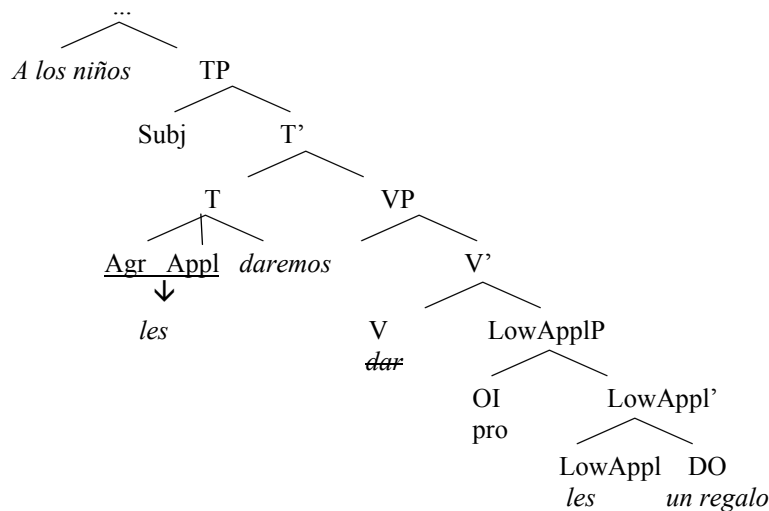 ...
A los niños TP
Subj T’
T VP
Agr Appl daremos V’
les V LowApplP
dar
OI LowAppl’
pro
LowAppl DO
les un regalo